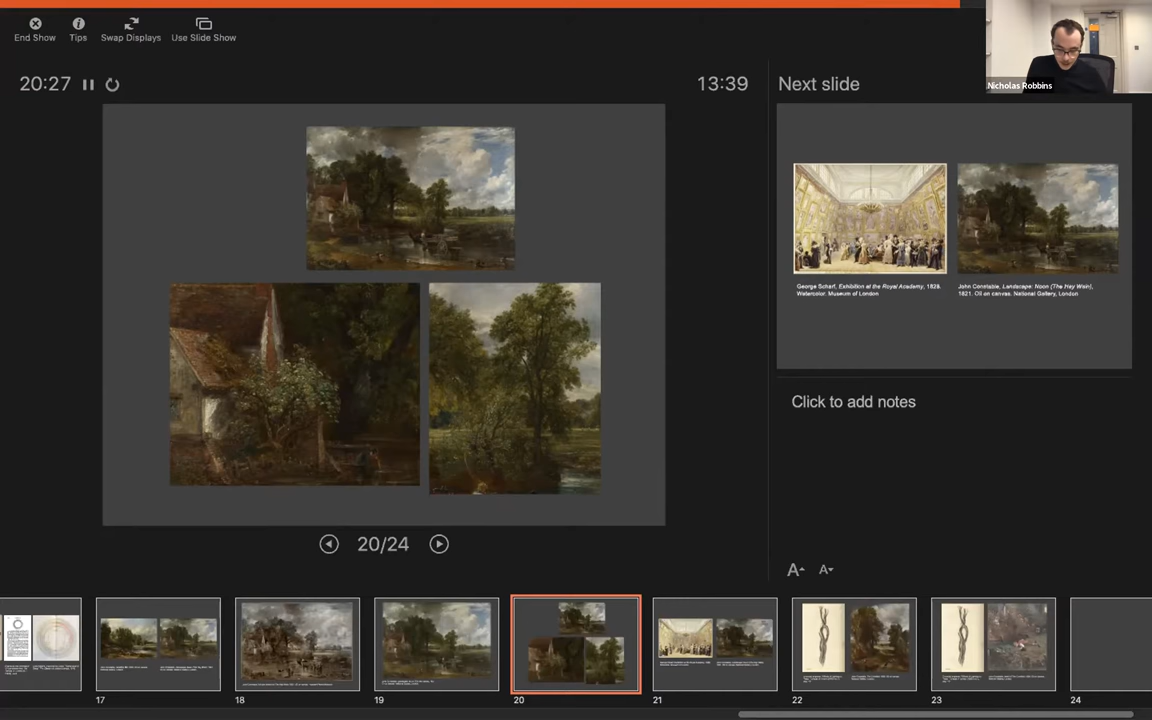 End Show
Tips
Swap Displays
Use Slide Show
Nicholas Robbins
20:27
13:39
Next slide
George Scharf, Exhibition at the Royal Academy, 1828.
Watercolor. Museum of London
John Constable, Landscape: Noon (The Hay Wain),
1821. Oil on canvas. National Gallery, London
Click to add notes
20/24
A
A
17
18
19
20
21
22
23
24